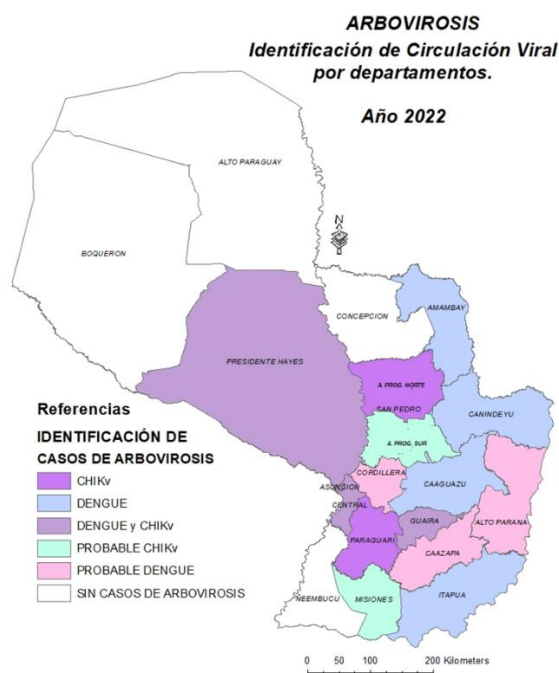 ARBOVIROSIS
Identificación de Circulación Viral
por departamentos.
Año 2022
ALTO PARAGUAY
N
BOQUERON
CONCEPCION
AMAMBAY
PRESIDENTE HAYES
A. PROG. NORTE
SAN PEDRO
CANINDEYU
A. PROG. SUR
CORDILLERA
CAAGUAZU
ASUNCION
CENTRAL
GUAIRA
ALTO PARANA
PARAGUARI
CAAZAPA
ÑEEMBUCU
MISIONES
ITAPUA
Referencias
IDENTIFICACIÓN DE
CASOS DE ARBOVIROSIS
CHIKv
DENGUE
DENGUE y CHIKv
PROBABLE CHIKv
PROBABLE DENGUE
SIN CASOS DE ARBOVIROSIS
0 50 100 200 Kilometers